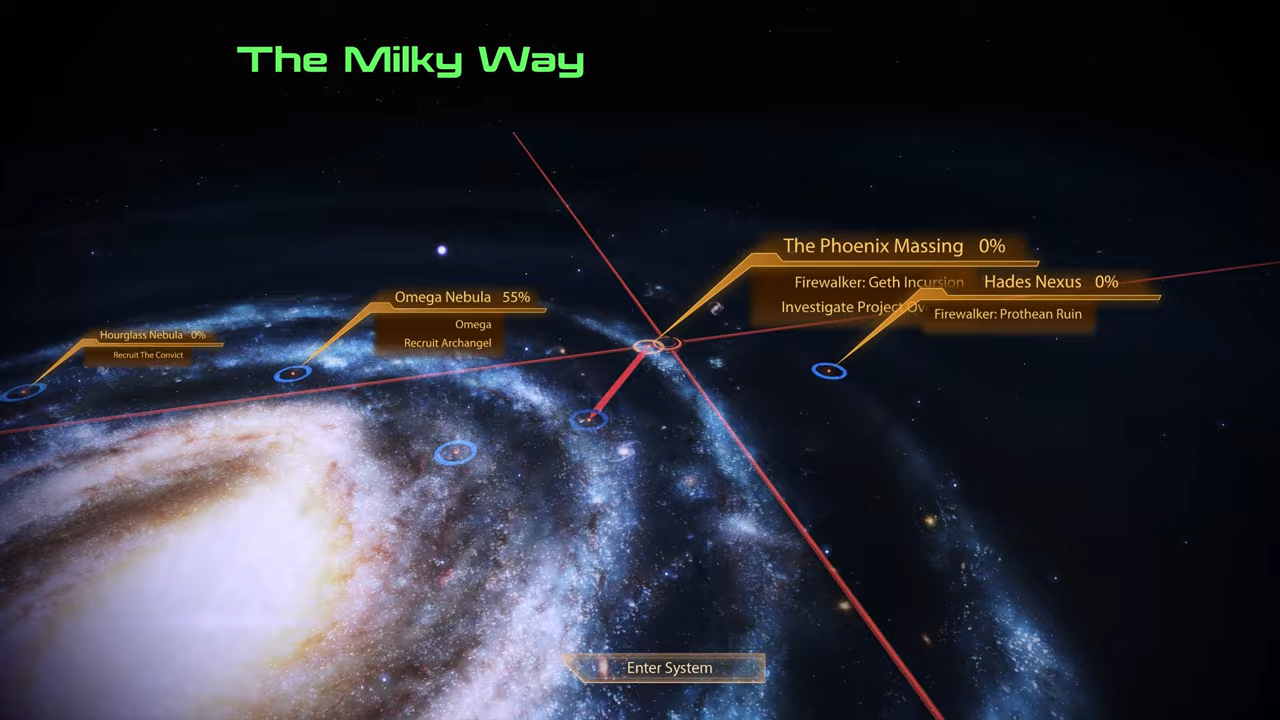 The Milky Way
The Phoenix Massing 0%
Firewalker: Geth Incursion
Investigate Project Ov
Hades Nexus 0%
Firewalker: Prothean Ruin
Omega Nebula 55%
Omega
Recruit Archangel
Hourglass Nebula 0%
Recruit The Convict
Enter System